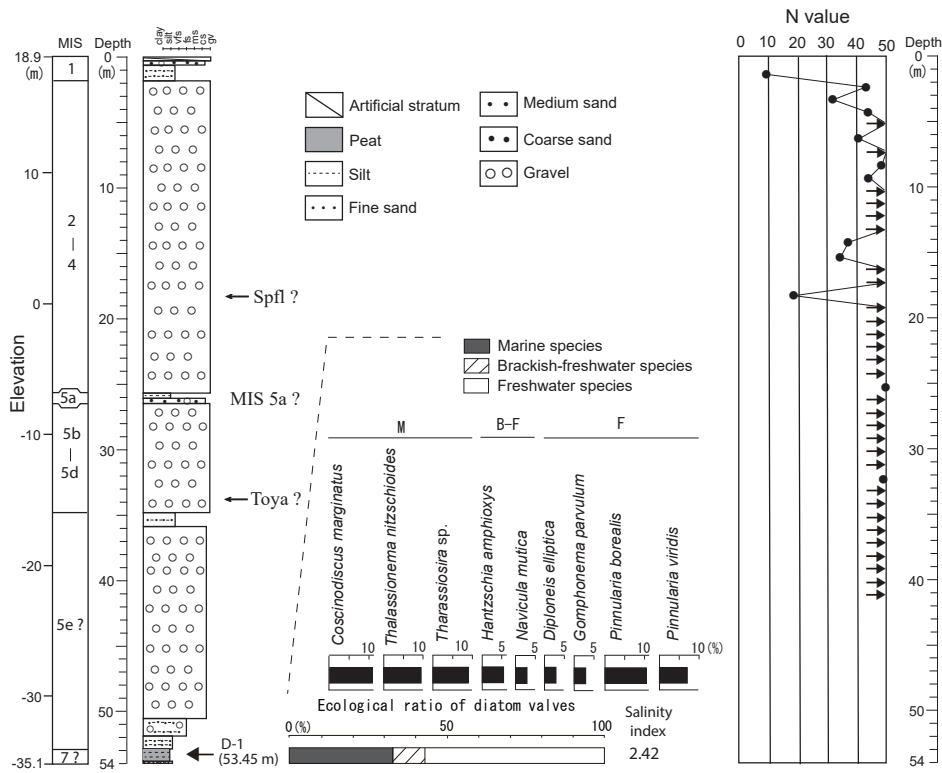 MIS
Depth
clay
silt
vfs
fs
ms
cs
gv
N value
Depth
18.9
(m)
0
(m)
0 10 20 30 40 50
0
(m)
1
Artificial stratum
Medium sand
Peat
Coarse sand
Silt
Gravel
Fine sand
10
10
10
2
|
4
Spfl ?
0
20
20
Marine species
Brackish-freshwater species
Freshwater species
5a
MIS 5a ?
Elevation
-10
5b
|
5d
30
30
M
B-F
F
Toya ?
Coscinodiscus marginatus
Thalassionema nitzschioides
Tharassiosira sp.
Hantzschia amphioxys
Navicula mutica
Diploneis elliptica
Gomphonema parvulum
Pinnularia borealis
Pinnularia viridis
-20
40
40
5e ?
10 10 10 5 5 5 5 10 10 (%)
-30
50
50
Ecological ratio of diatom valves
0 (%) 50 100
Salinity
index
7 ?
D-1
(53.45 m)
2.42
-35.1
54
54